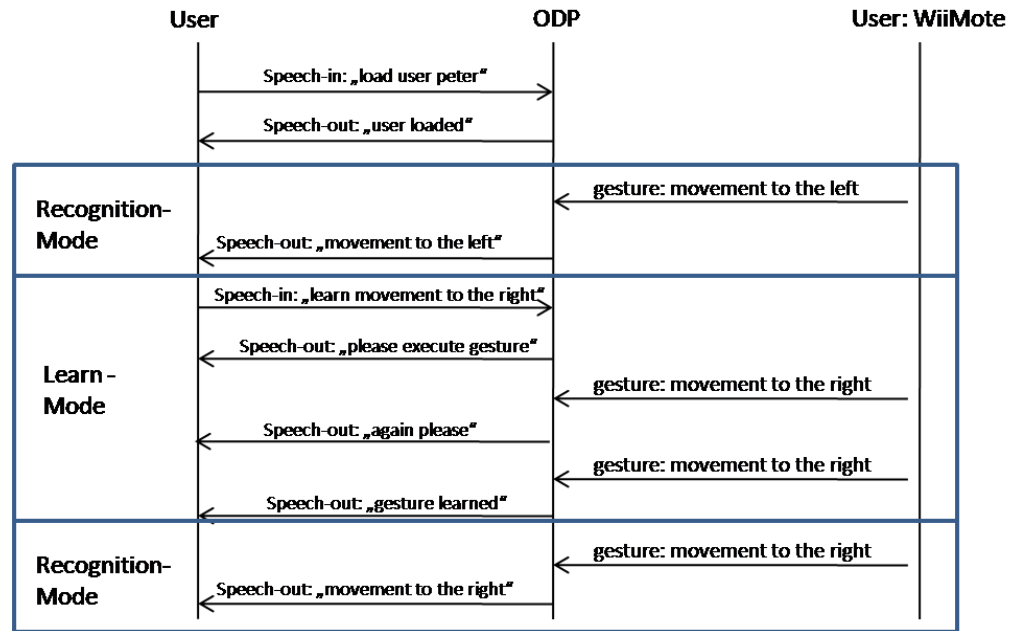 User
ODP
User: WiiMote
Speech-in: „load user peter“
Speech-out: „user loaded“
gesture: movement to the left
Recognition-
Mode
Speech-out: „movement to the left“
Speech-in: „learn movement to the right“
Speech-out: „please execute gesture“
Learn -
Mode
gesture: movement to the right
Speech-out: „again please“
gesture: movement to the right
Speech-out: „gesture learned“
gesture: movement to the right
Recognition-
Mode
Speech-out: „movement to the right“